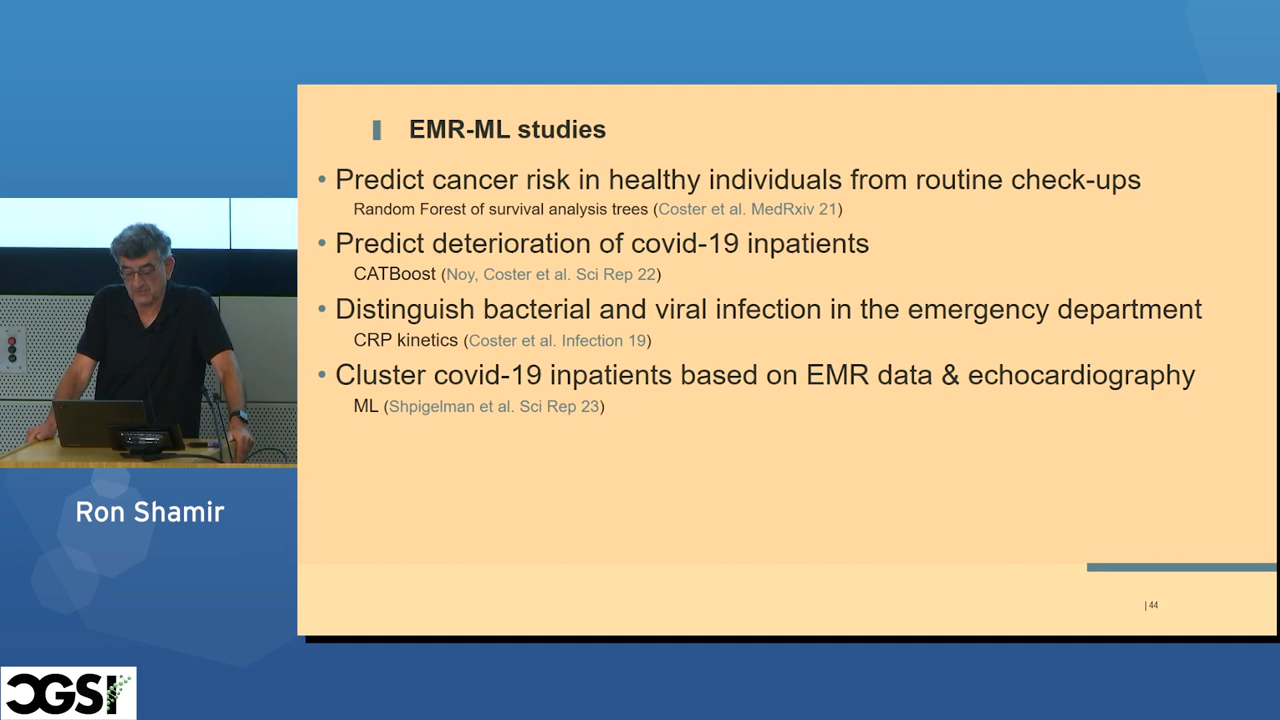 EMR-ML studies
• Predict cancer risk in healthy individuals from routine check-ups
Random Forest of survival analysis trees (Coster et al. MedRxiv 21)
• Predict deterioration of covid-19 inpatients
CATBoost (Noy, Coster et al. Sci Rep 22)
• Distinguish bacterial and viral infection in the emergency department
CRP kinetics (Coster et al. Infection 19)
• Cluster covid-19 inpatients based on EMR data & echocardiography
ML (Shpigelman et al. Sci Rep 23)
| 44
Ron Shamir
CGSI